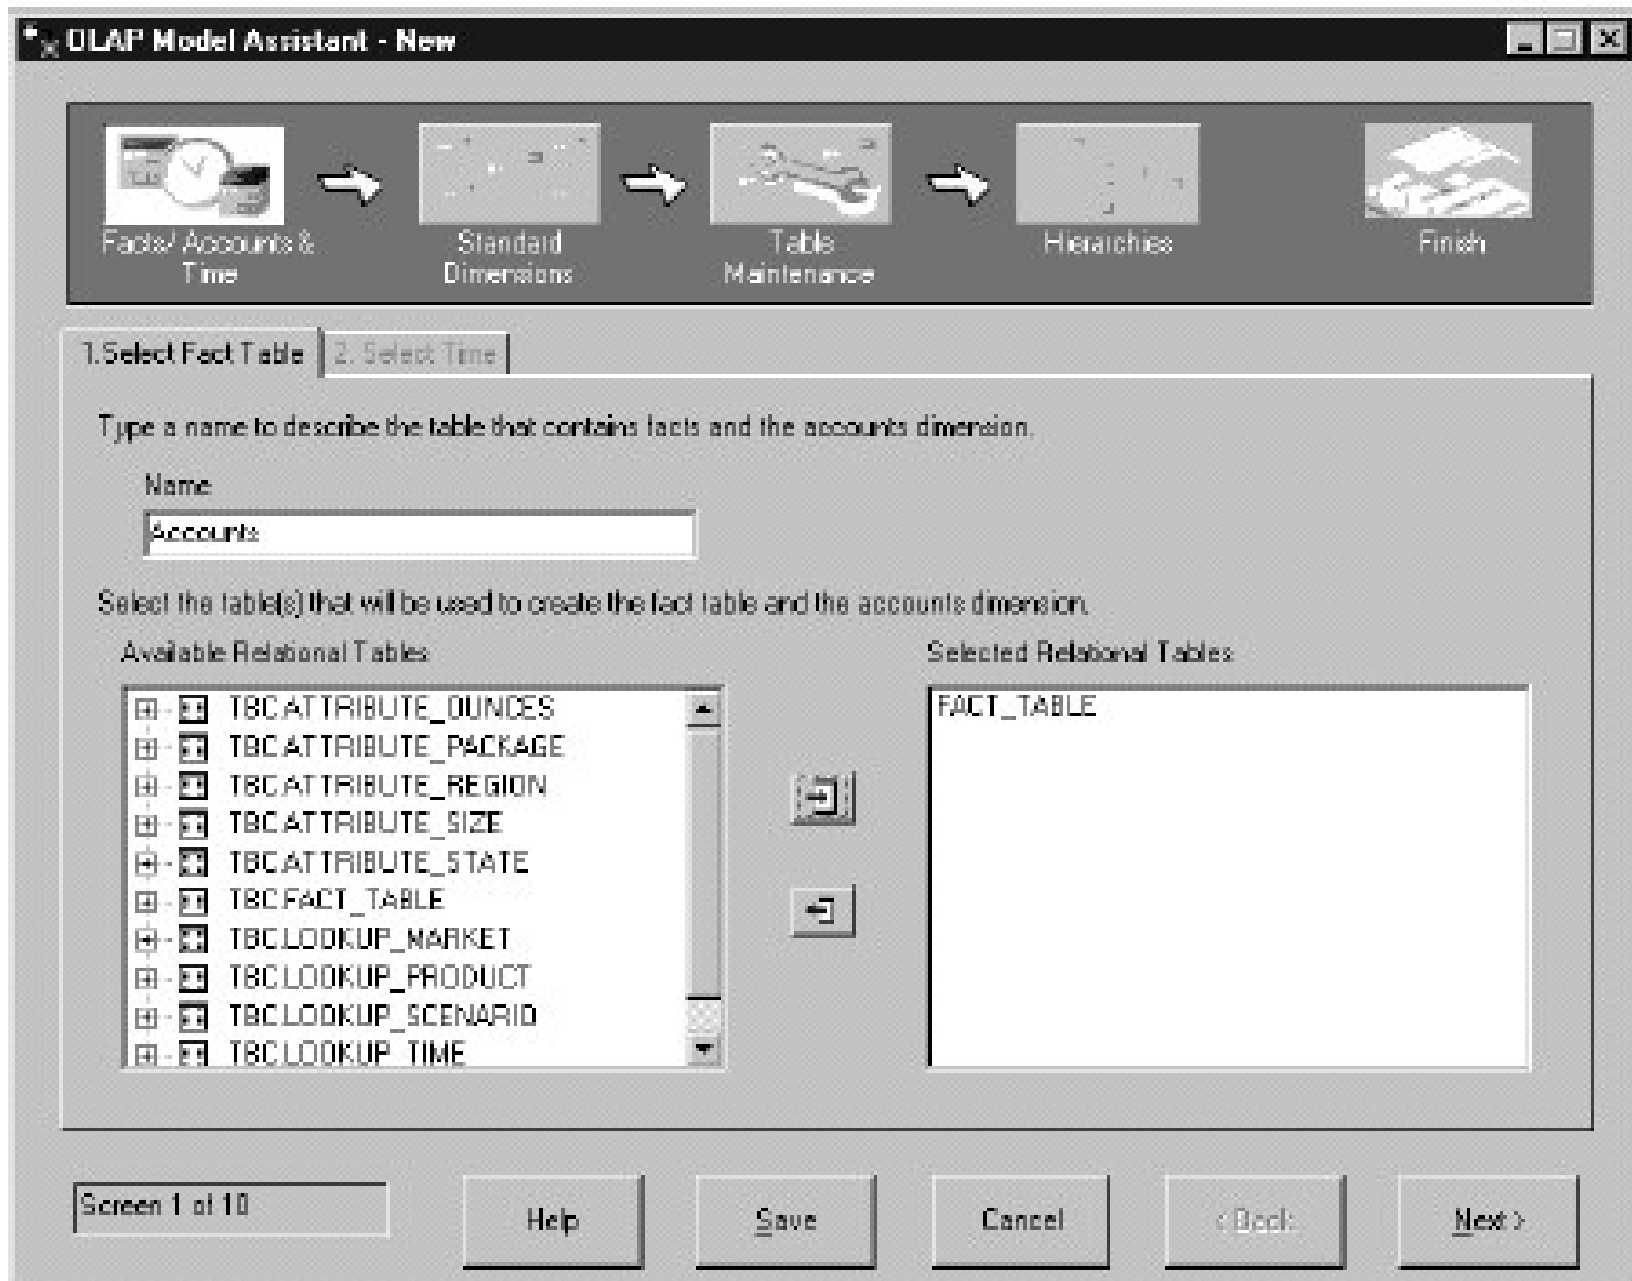 OLAP Model Assistant - New
Facts/ Accounts &
Time
Standard
Dimensions
Table
Maintenance
Hierarchies
Finish
1.Select Fact Table
2. Select Time
Type a name to describe the table that contains facts and the accounts dimension.
Name
Accounts
Select the table(s) that will be used to create the fact table and the accounts dimension.
Available Relational Tables
Selected Relational Tables
TBC.ATTRIBUTE_OUNCES
FACT_TABLE
TBC.ATTRIBUTE_PACKAGE
TBC.ATTRIBUTE_REGION
TBC.ATTRIBUTE_SIZE
TBC.ATTRIBUTE_STATE
TBC.FACT_TABLE
TBC.LOOKUP_MARKET
TBC.LOOKUP_PRODUCT
TBC.LOOKUP_SCENARIO
TBC.LOOKUP_TIME
Screen 1 of 10
Help
Save
Cancel
< Back
Next >